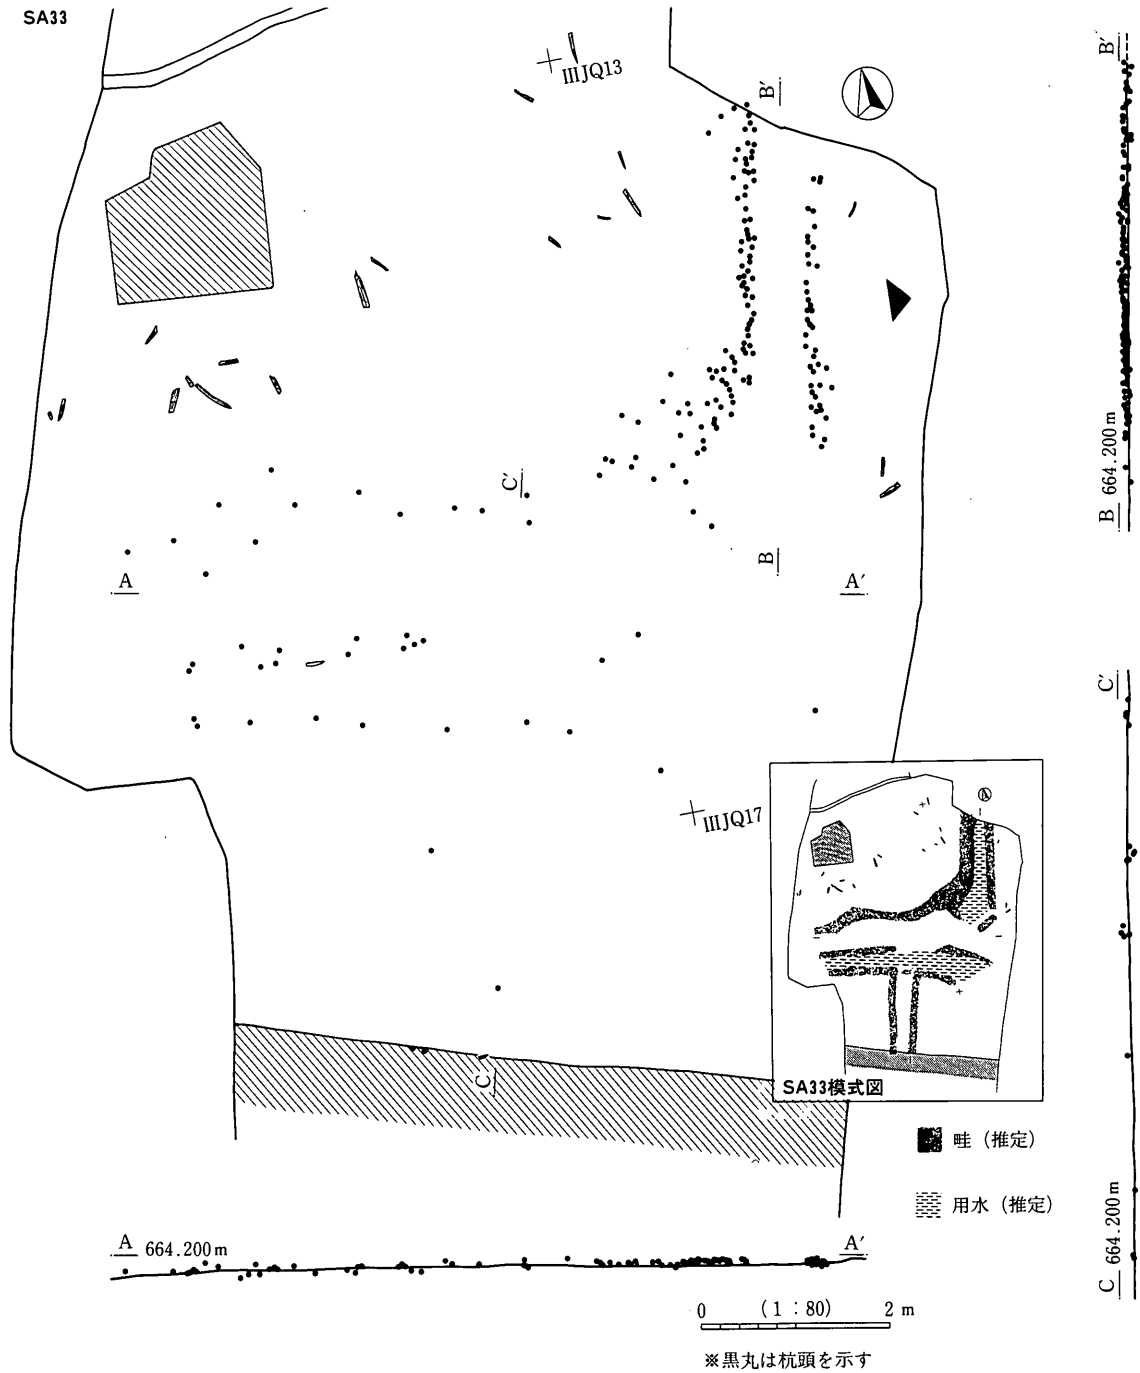 SA33
IIIJQ13
B′
B′
C′
B 664.200m
B
A
A′
C′
IIIJQ17
SA33模式図
C
畦（推定）
用水（推定）
C 664.200m
A 664.200m
A′
0 （1：80） 2 m
※黒丸は杭頭を示す